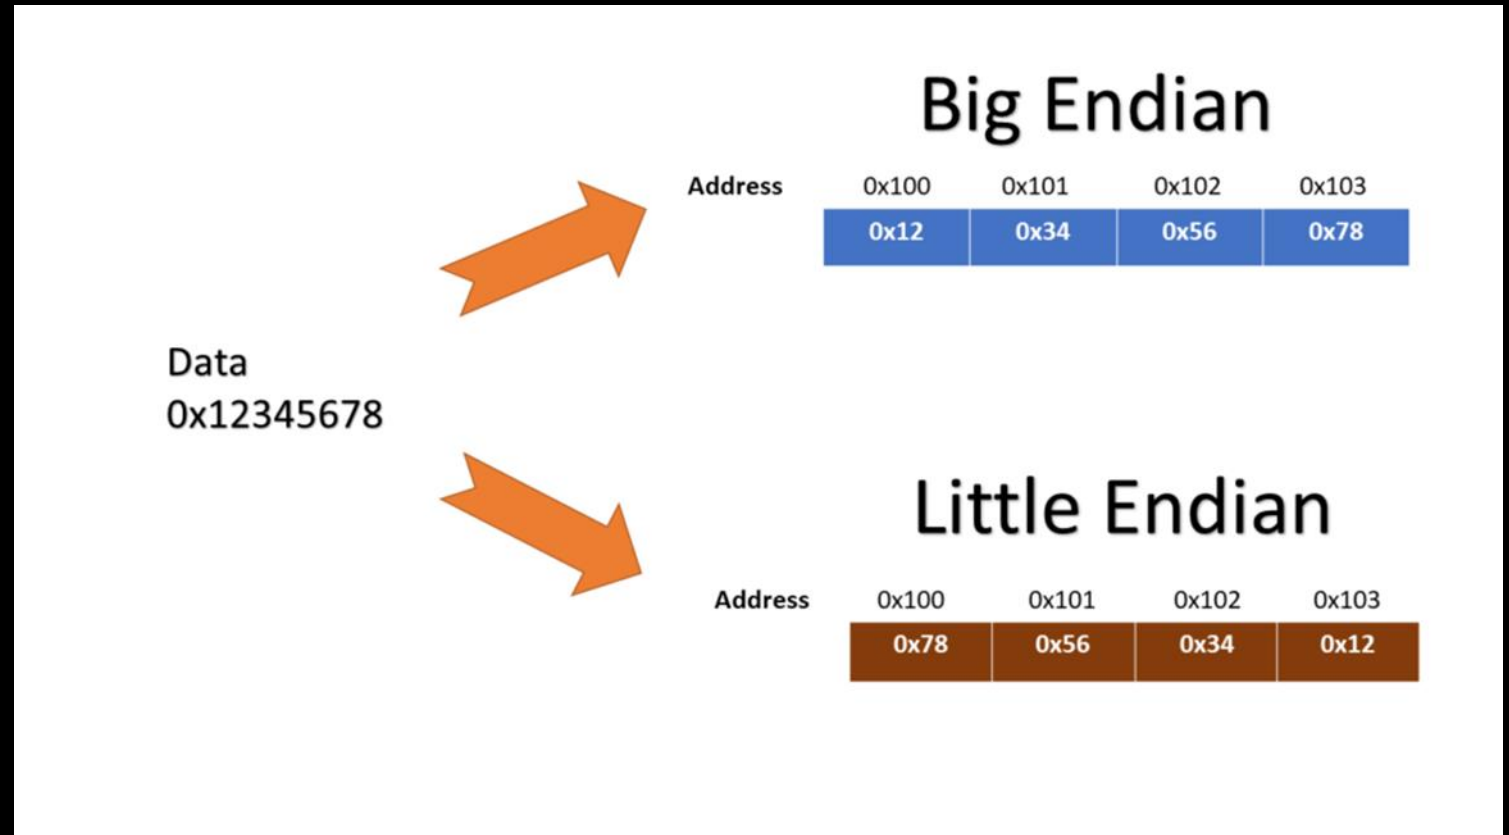 Big Endian
Address 0x100 0x101 0x102 0x103
0x12 0x34 0x56 0x78
Data
0x12345678
Little Endian
Address 0x100 0x101 0x102 0x103
0x78 0x56 0x34 0x12